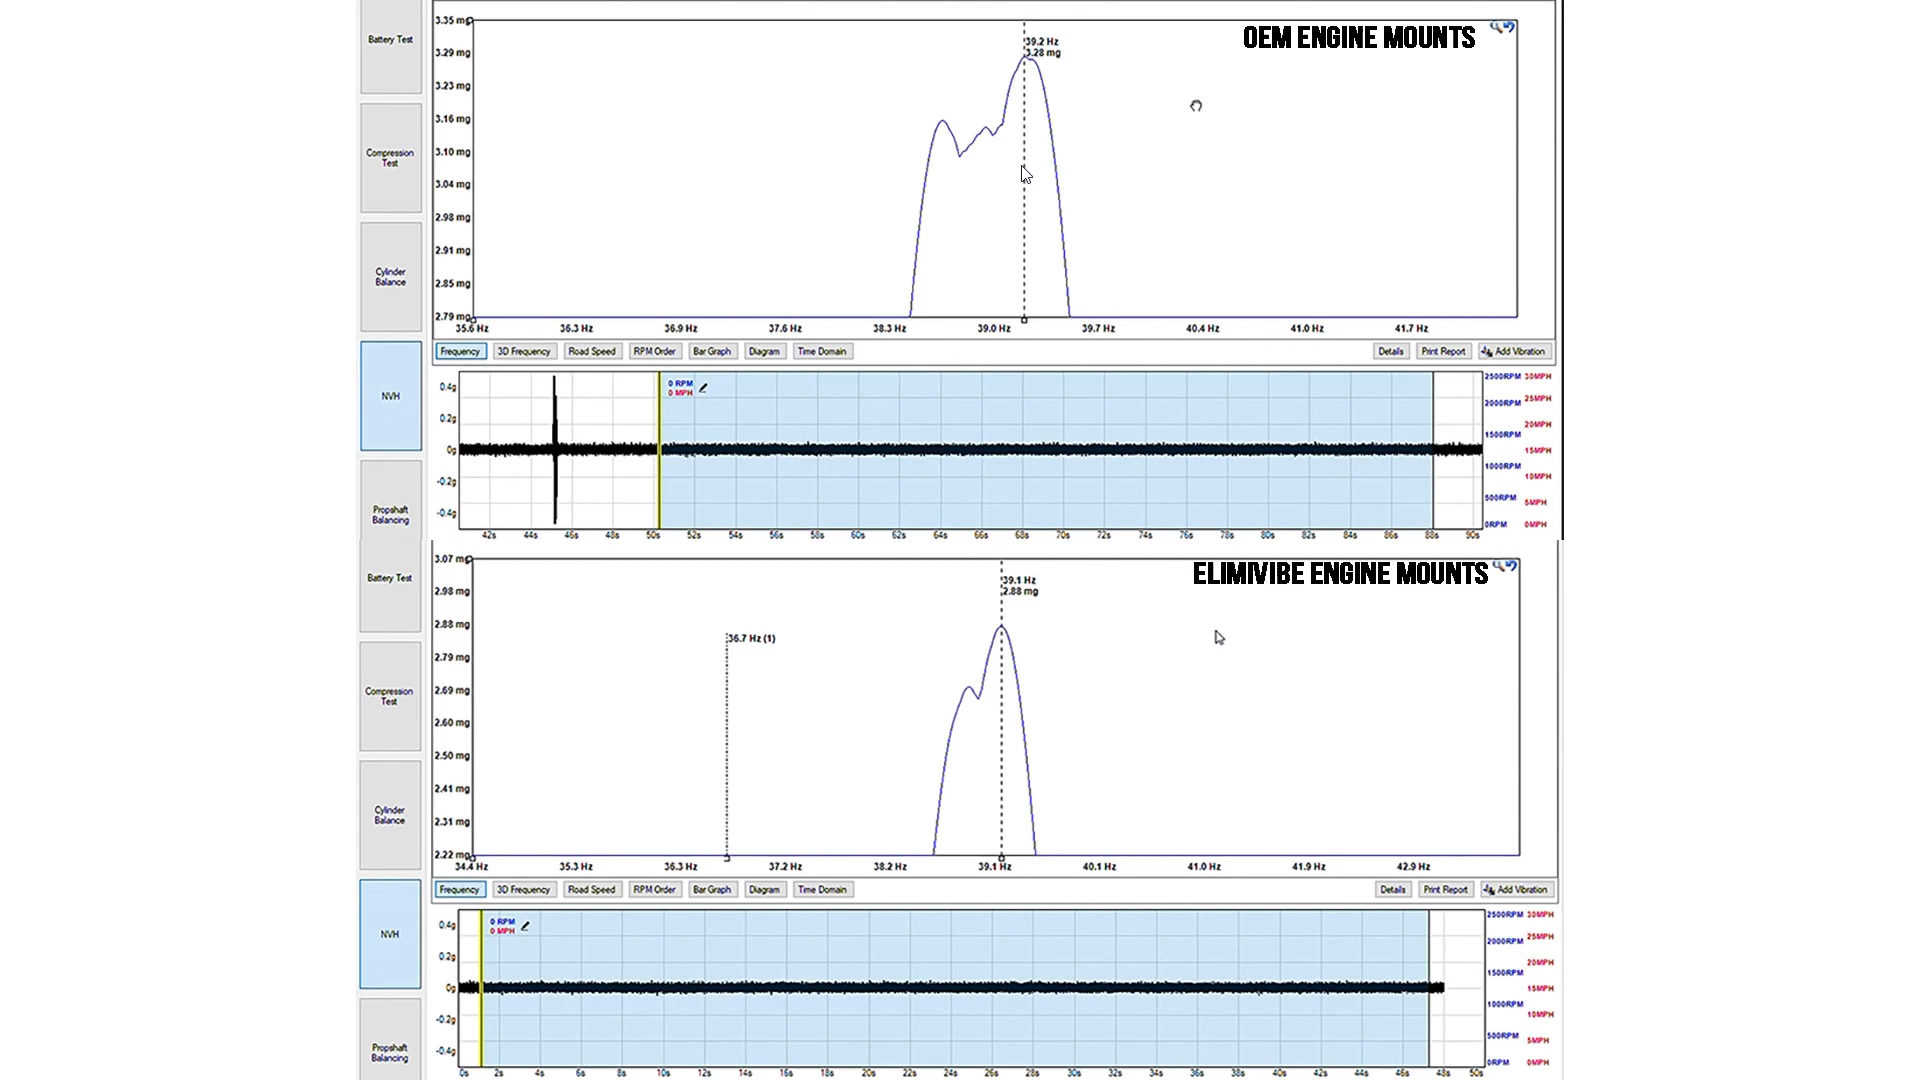 Battery Test
Compression
Test
Cylinder
Balance
NVH
Propshaft
Balancing
OEM ENGINE MOUNTS
3.35 mg
3.29 mg
3.23 mg
3.16 mg
3.10 mg
3.04 mg
2.98 mg
2.91 mg
2.85 mg
2.79 mg
39.2 Hz
3.28 mg
35.6 Hz 36.3 Hz 36.9 Hz 37.6 Hz 38.3 Hz 39.0 Hz 39.7 Hz 40.4 Hz 41.0 Hz 41.7 Hz
Frequency 3D Frequency Road Speed RPM Order Bar Graph Diagram Time Domain Details Print Report Add Vibration
0.4g
0.2g
0g
-0.2g
-0.4g
0 RPM
0 MPH
2500RPM 30MPH
2000RPM 25MPH
20MPH
1500RPM 15MPH
1000RPM 10MPH
500RPM 5MPH
0RPM 0MPH
42s 44s 46s 48s 50s 52s 54s 56s 58s 60s 62s 64s 66s 68s 70s 72s 74s 76s 78s 80s 82s 84s 86s 88s 90s
Battery Test
Compression
Test
Cylinder
Balance
NVH
Propshaft
Balancing
ELIMIVIBE ENGINE MOUNTS
3.07 mg
2.98 mg
2.88 mg
2.79 mg
2.69 mg
2.60 mg
2.50 mg
2.41 mg
2.31 mg
2.22 mg
39.1 Hz
2.88 mg
36.7 Hz (1)
34.4 Hz 35.3 Hz 36.3 Hz 37.2 Hz 38.2 Hz 39.1 Hz 40.1 Hz 41.0 Hz 41.9 Hz 42.9 Hz
Frequency 3D Frequency Road Speed RPM Order Bar Graph Diagram Time Domain Details Print Report Add Vibration
0.4g
0.2g
0g
-0.2g
-0.4g
0 RPM
0 MPH
2500RPM 30MPH
2000RPM 25MPH
20MPH
1500RPM 15MPH
1000RPM 10MPH
500RPM 5MPH
0RPM 0MPH
0s 2s 4s 6s 8s 10s 12s 14s 16s 18s 20s 22s 24s 26s 28s 30s 32s 34s 36s 38s 40s 42s 44s 46s 48s 50s